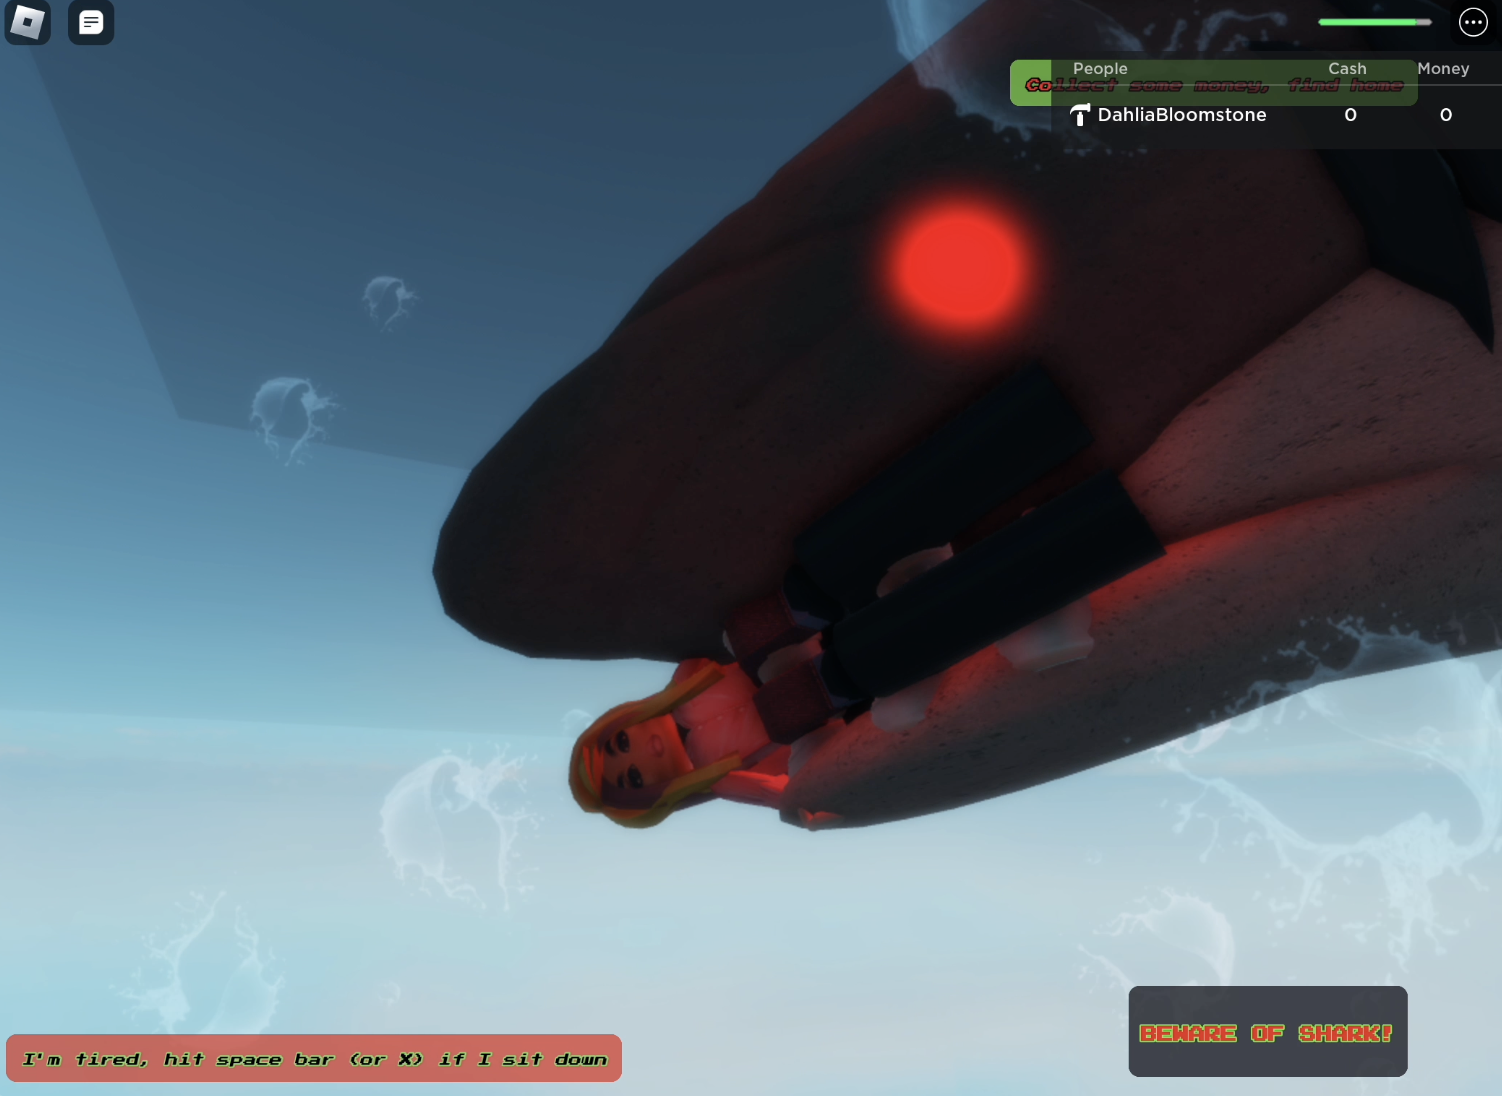 People Cash Money
Collect some money, find home
DahliaBloomstone 0 0
BEWARE OF SHARK!
I'm tired, hit space bar (or X) if I sit down